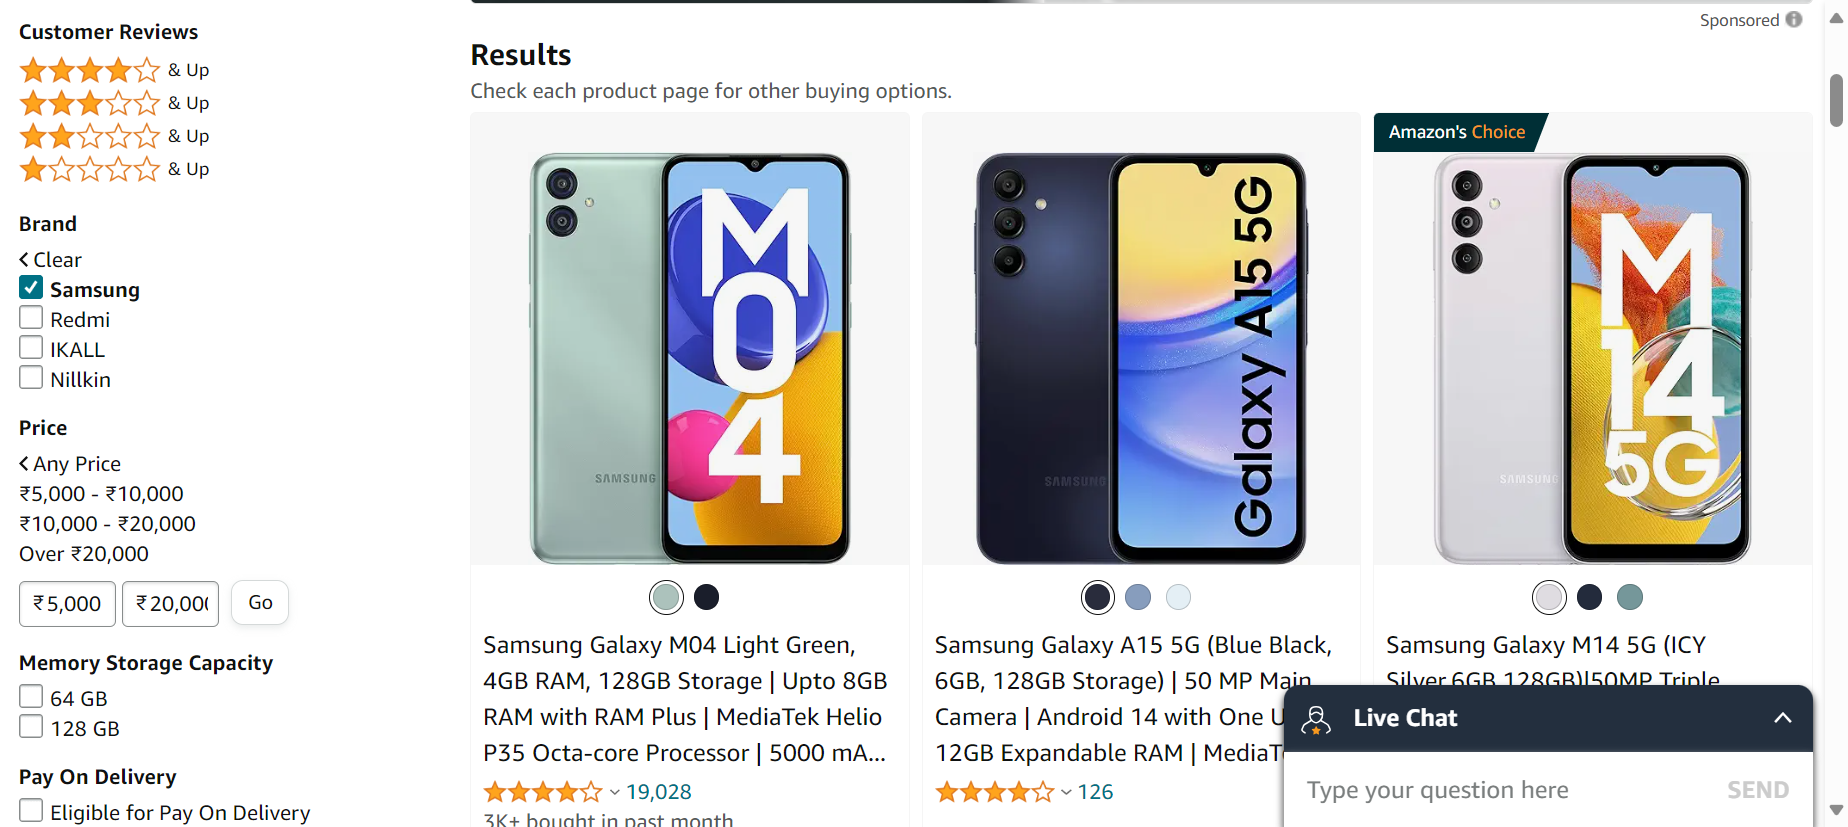 Customer Reviews
& Up
& Up
& Up
& Up
Brand
Clear
Samsung
Redmi
IKALL
Nillkin
Price
Any Price
₹5,000 - ₹10,000
₹10,000 - ₹20,000
Over ₹20,000
₹5,000 ₹20,000 Go
Memory Storage Capacity
64 GB
128 GB
Pay On Delivery
Eligible for Pay On Delivery
Sponsored
Results
Check each product page for other buying options.
M
04
SAMSUNG
Samsung Galaxy M04 Light Green,
4GB RAM, 128GB Storage | Upto 8GB
RAM with RAM Plus | MediaTek Helio
P35 Octa-core Processor | 5000 mA...
19,028
3K+ bought in past month
Galaxy A15 5G
SAMSUNG
Samsung Galaxy A15 5G (Blue Black,
6GB, 128GB Storage) | 50 MP Main
Camera | Android 14 with One U
12GB Expandable RAM | MediaT
126
Amazon's Choice
M
14
5G
SAMSUNG
Samsung Galaxy M14 5G (ICY
Silver,6GB,128GB)|50MP Triple
Live Chat
Type your question here
SEND